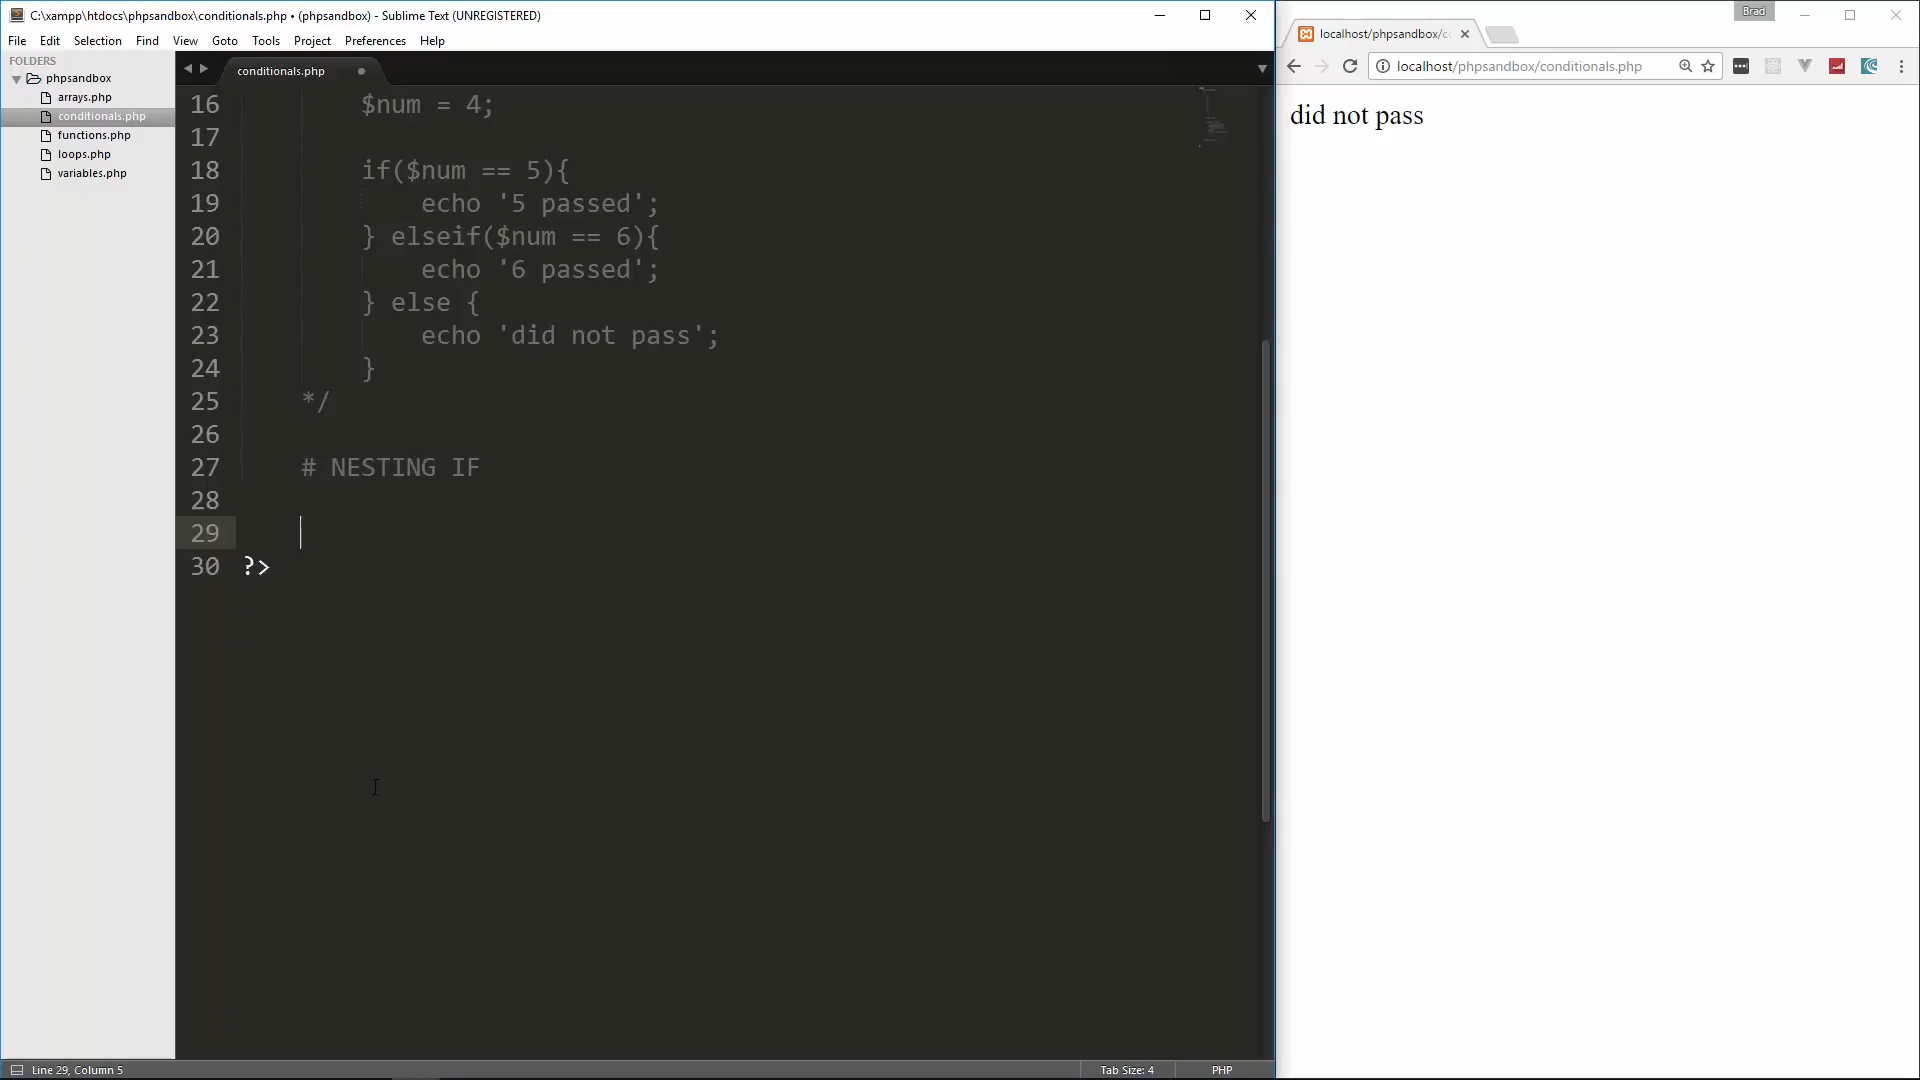 C:\xampp\htdocs\phpsandbox\conditionals.php • (phpsandbox) - Sublime Text (UNREGISTERED)
File Edit Selection Find View Goto Tools Project Preferences Help
FOLDERS
phpsandbox
arrays.php
conditionals.php
functions.php
loops.php
variables.php
conditionals.php
16 $num = 4;
17
18 if($num == 5){
19 echo '5 passed';
20 } elseif($num == 6){
21 echo '6 passed';
22 } else {
23 echo 'did not pass';
24 }
25 */
26
27 # NESTING IF
28
29
30 ?>
Line 29, Column 5
Tab Size: 4
PHP
Brad
localhost/phpsandbox/c
localhost/phpsandbox/conditionals.php
did not pass